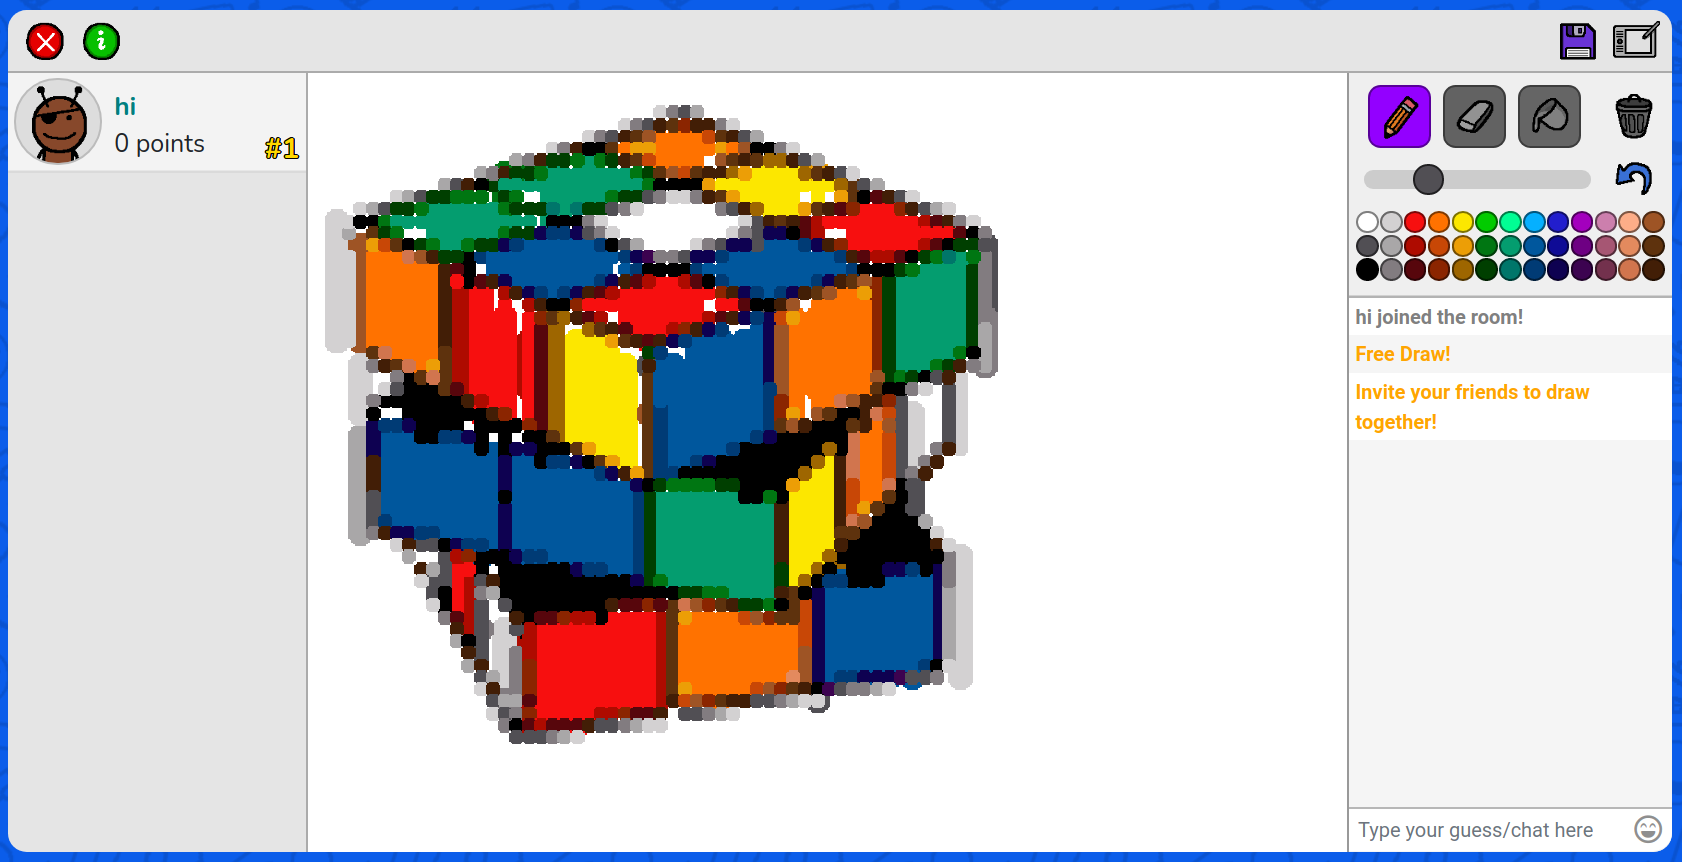 hi
0 points
#1
hi joined the room!
Free Draw!
Invite your friends to draw
together!
Type your guess/chat here